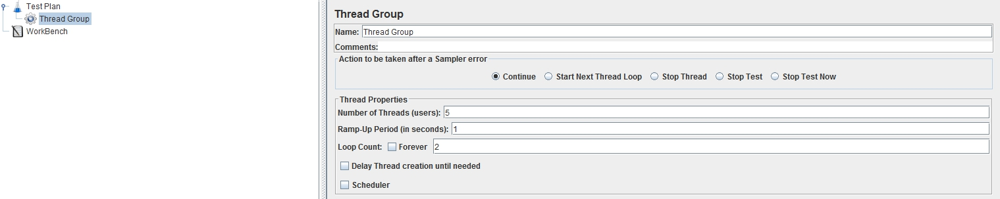 Test Plan
Thread Group
WorkBench
Thread Group
Name: Thread Group
Comments:
Action to be taken after a Sampler error
Continue Start Next Thread Loop Stop Thread Stop Test Stop Test Now
Thread Properties
Number of Threads (users): 5
Ramp-Up Period (in seconds): 1
Loop Count: Forever 2
Delay Thread creation until needed
Scheduler